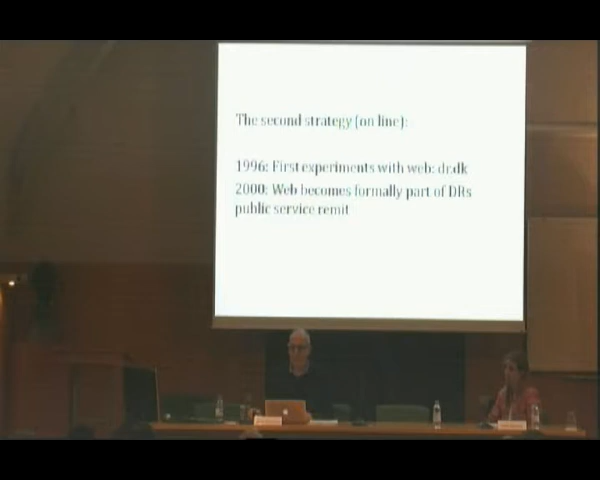 The second strategy (on line):
1996: First experiments with web: dr.dk
2000: Web becomes formally part of DRs
public service remit